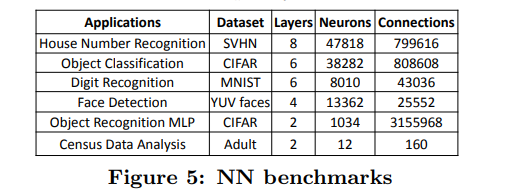 Applications Dataset Layers Neurons Connections
House Number Recognition SVHN 8 47818 799616
Object Classification CIFAR 6 38282 808608
Digit Recognition MNIST 6 8010 43036
Face Detection YUV faces 4 13362 25552
Object Recognition MLP CIFAR 2 1034 3155968
Census Data Analysis Adult 2 12 160
Figure 5: NN benchmarks